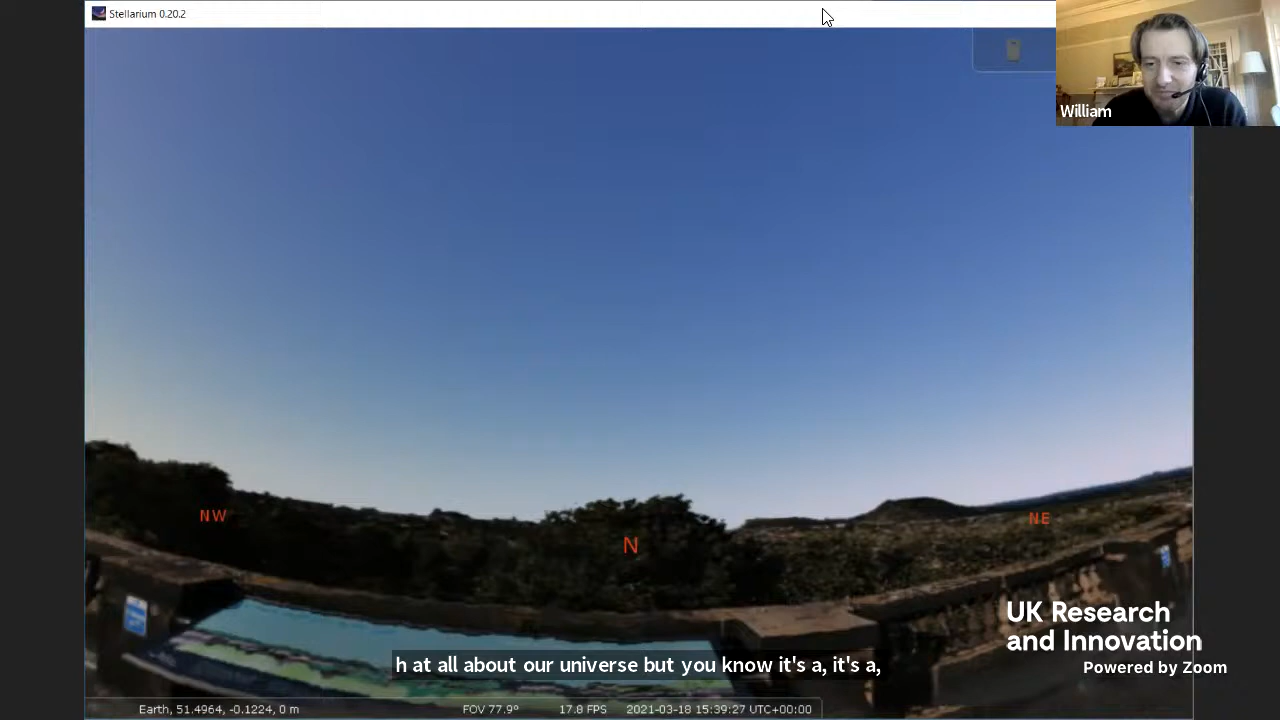 Stellarium 0.20.2
William
NW
N
NE
UK Research
and Innovation
Powered by Zoom
h at all about our universe but you know it's a, it's a,
Earth, 51.4964, -0.1224, 0 m
FOV 77.9°
17.8 FPS
2021-03-18 15:39:27 UTC+00:00